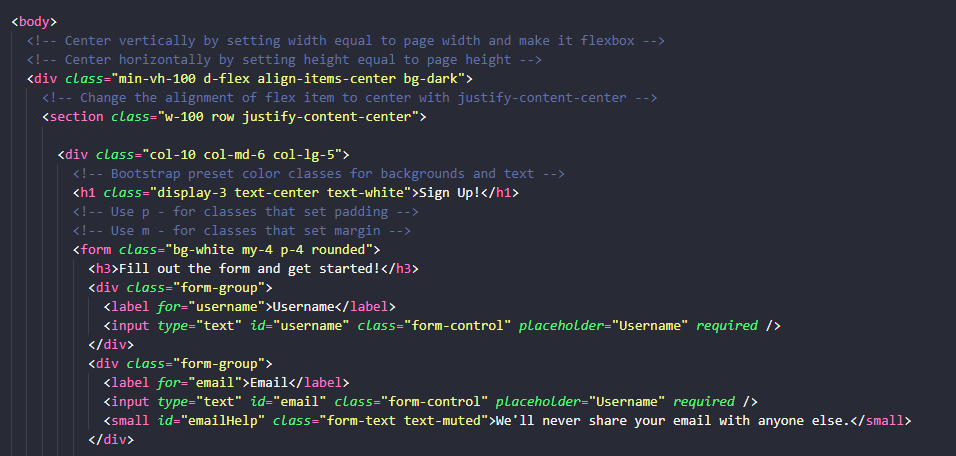 <body>
<!-- Center vertically by setting width equal to page width and make it flexbox -->
<!-- Center horizontally by setting height equal to page height -->
<div class="min-vh-100 d-flex align-items-center bg-dark">
<!-- Change the alignment of flex item to center with justify-content-center -->
<section class="w-100 row justify-content-center">
<div class="col-10 col-md-6 col-lg-5">
<!-- Bootstrap preset color classes for backgrounds and text -->
<h1 class="display-3 text-center text-white">Sign Up!</h1>
<!-- Use p - for classes that set padding -->
<!-- Use m - for classes that set margin -->
<form class="bg-white my-4 p-4 rounded">
<h3>Fill out the form and get started!</h3>
<div class="form-group">
<label for="username">Username</label>
<input type="text" id="username" class="form-control" placeholder="Username" required />
</div>
<div class="form-group">
<label for="email">Email</label>
<input type="text" id="email" class="form-control" placeholder="Username" required />
<small id="emailHelp" class="form-text text-muted">We'll never share your email with anyone else.</small>
</div>